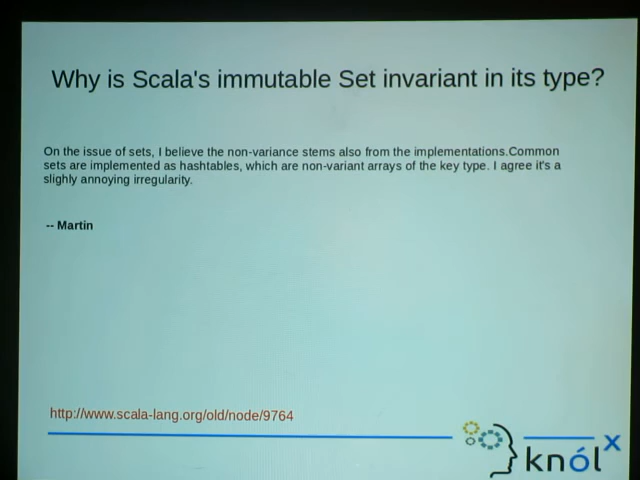 Why is Scala's immutable Set invariant in its type?
On the issue of sets, I believe the non-variance stems also from the implementations.Common
sets are implemented as hashtables, which are non-variant arrays of the key type. I agree it's a
slighly annoying irregularity.
-- Martin
http://www.scala-lang.org/old/node/9764
knólx